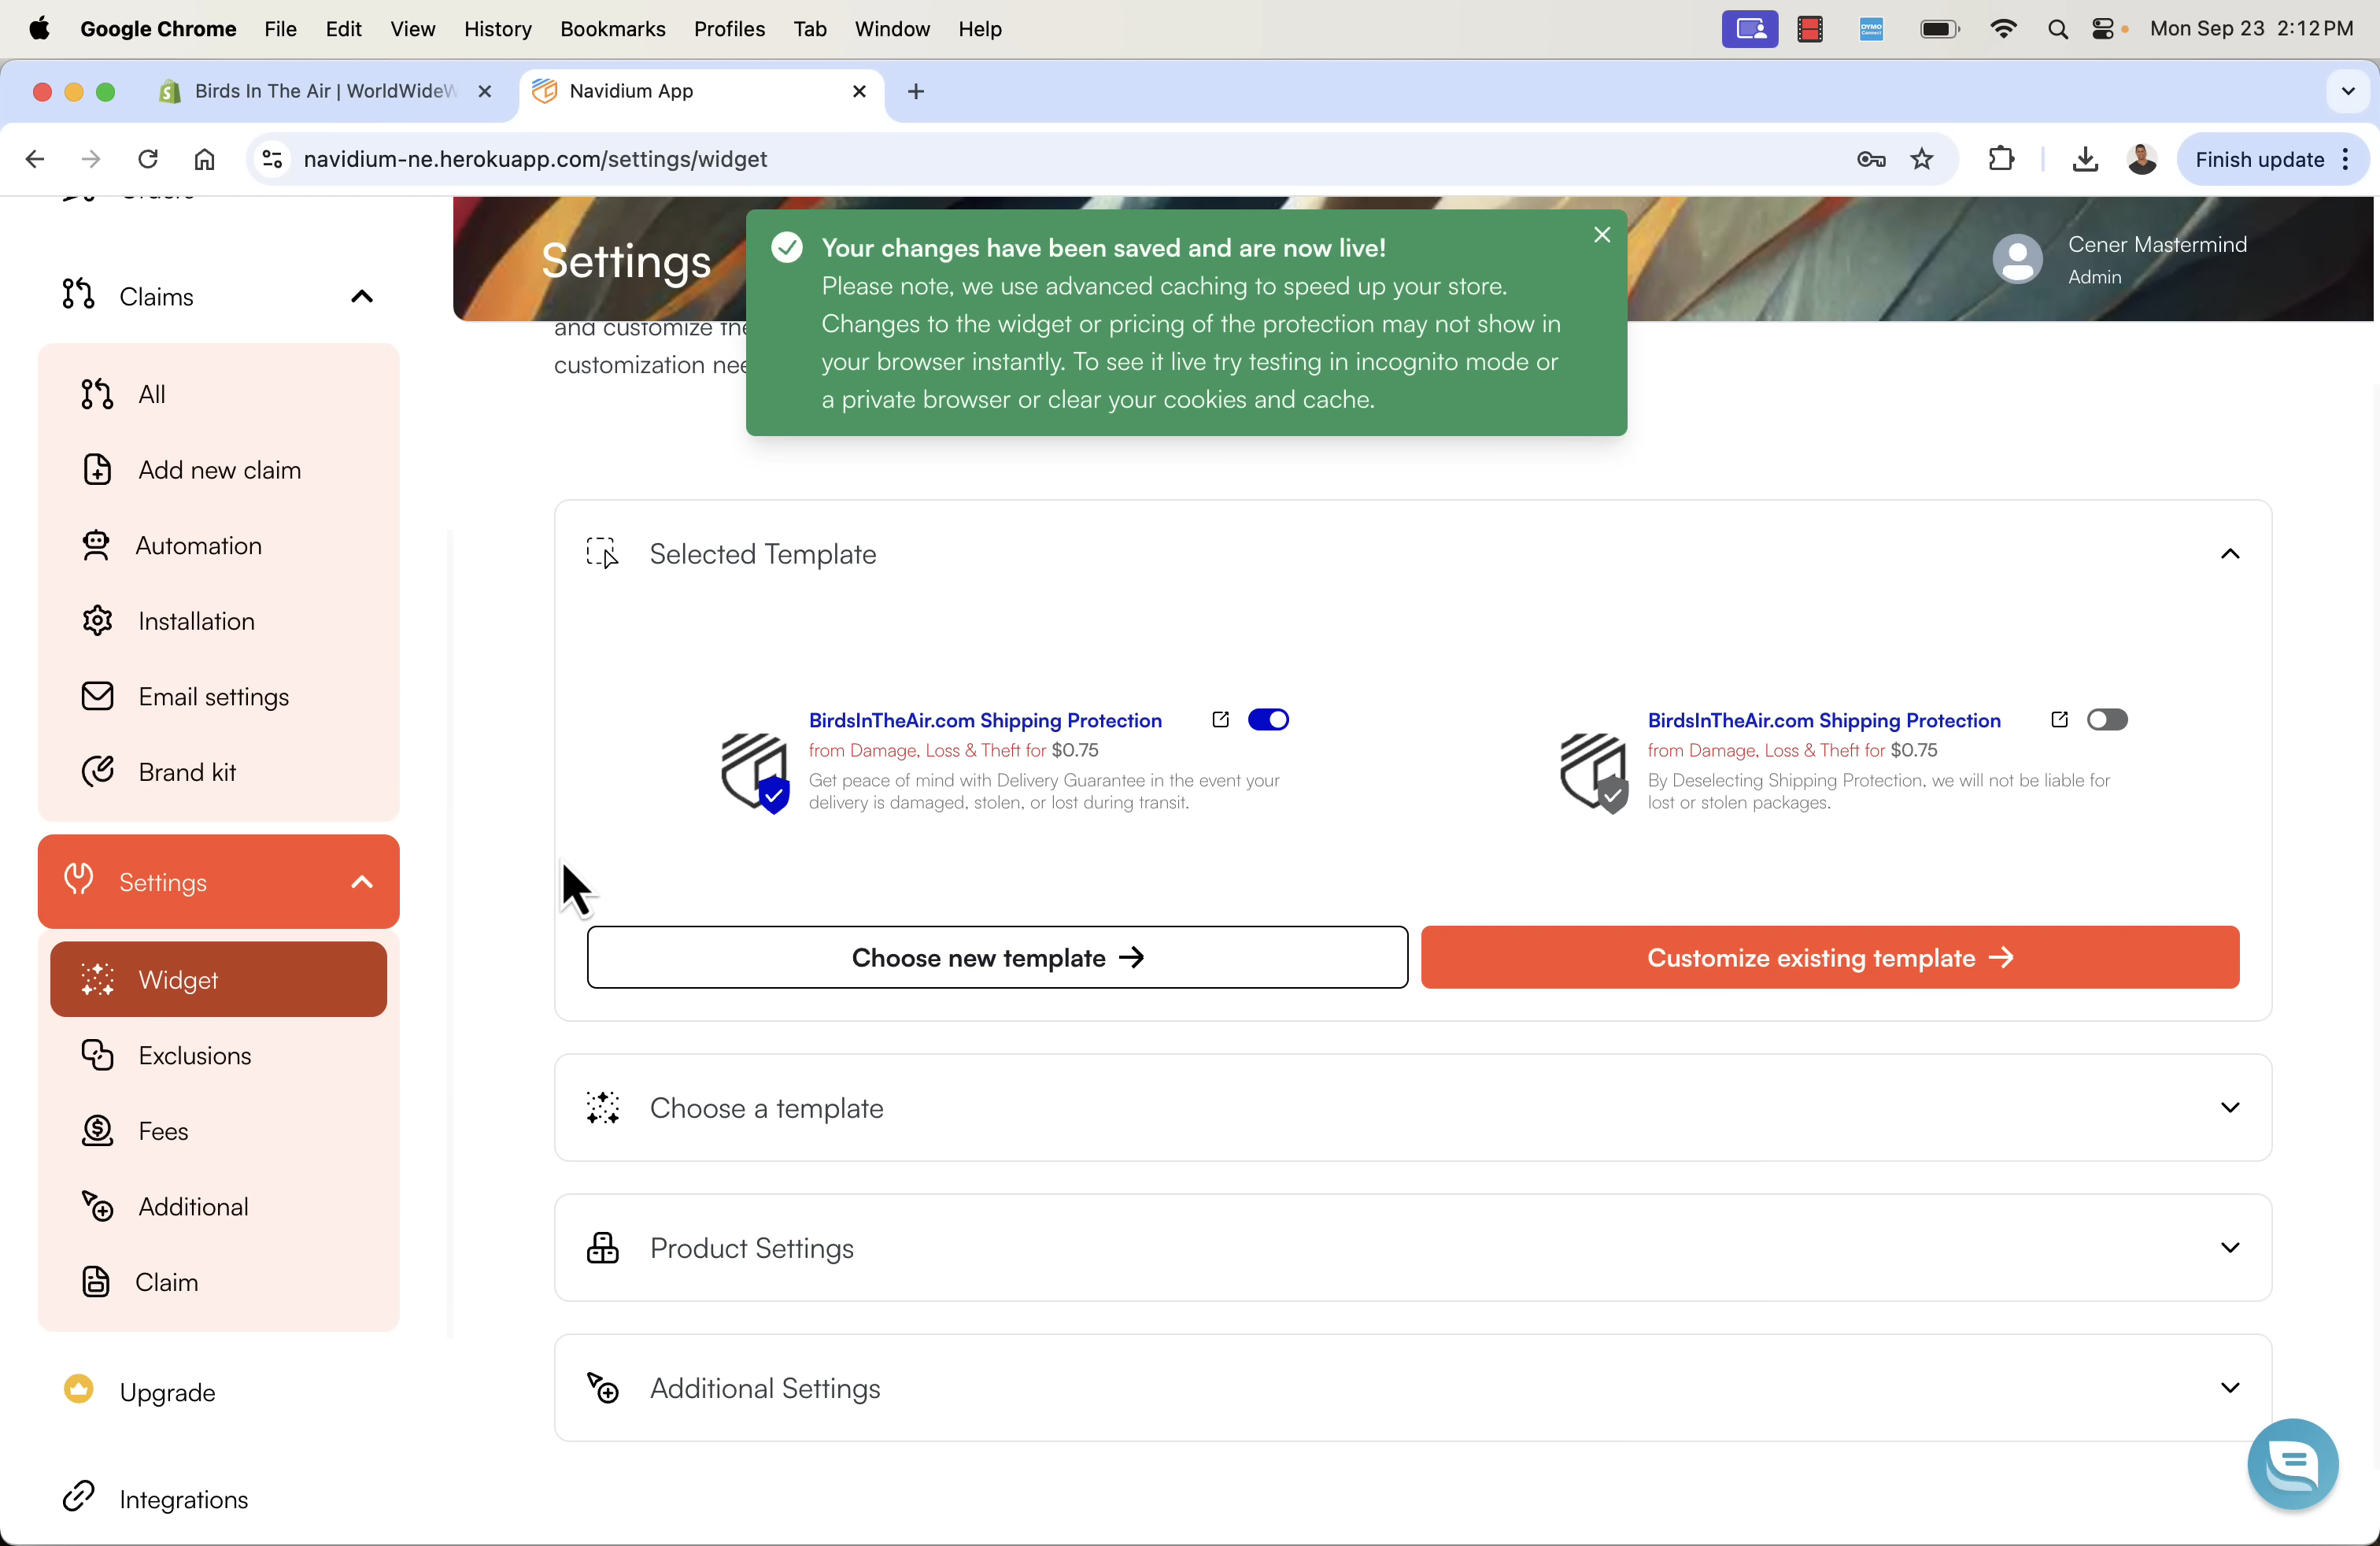 Google Chrome File Edit View History Bookmarks Profiles Tab Window Help
DYMO
Connect
Mon Sep 23 2:12 PM
Birds In The Air | WorldWideW
Navidium App
navidium-ne.herokuapp.com/settings/widget
Finish update
Orders
Claims
All
Add new claim
Automation
Installation
Email settings
Brand kit
Settings
Widget
Exclusions
Fees
Additional
Claim
Upgrade
Integrations
Settings
Cener Mastermind
Admin
and customize the
customization nee
Your changes have been saved and are now live!
Please note, we use advanced caching to speed up your store.
Changes to the widget or pricing of the protection may not show in
your browser instantly. To see it live try testing in incognito mode or
a private browser or clear your cookies and cache.
Selected Template
BirdsInTheAir.com Shipping Protection
from Damage, Loss & Theft for $0.75
Get peace of mind with Delivery Guarantee in the event your
delivery is damaged, stolen, or lost during transit.
BirdsInTheAir.com Shipping Protection
from Damage, Loss & Theft for $0.75
By Deselecting Shipping Protection, we will not be liable for
lost or stolen packages.
Choose new template →
Customize existing template →
Choose a template
Product Settings
Additional Settings